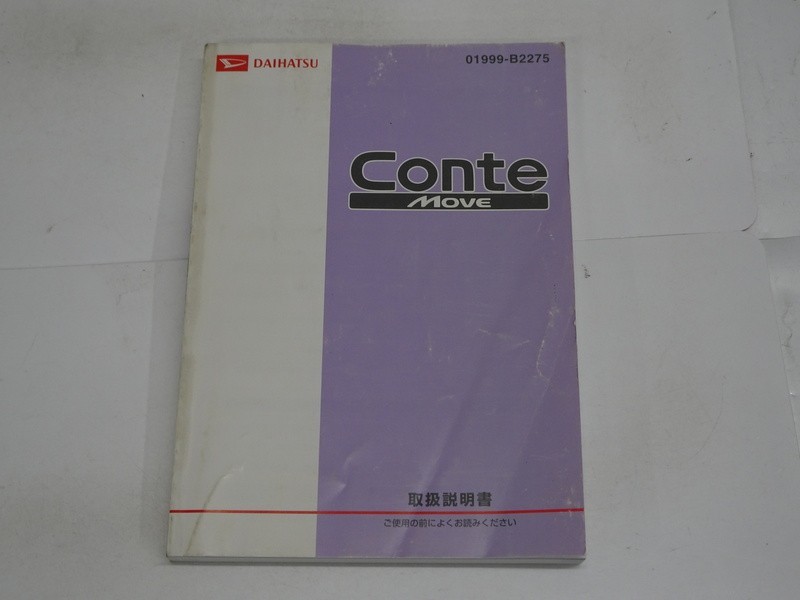 DAIHATSU
01999-B2275
Conte
MOVE
取扱説明書
ご使用の前によくお読みください